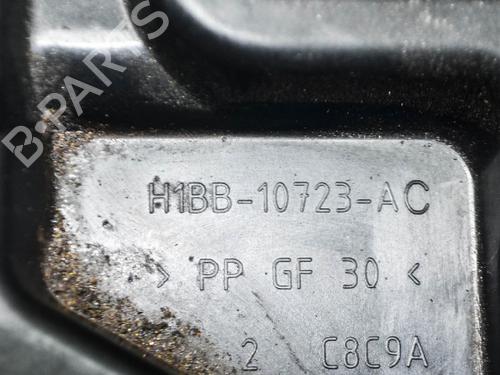 B-PARTS
H1BB-10723-AC
> PP GF 30 <
2 C8C9A